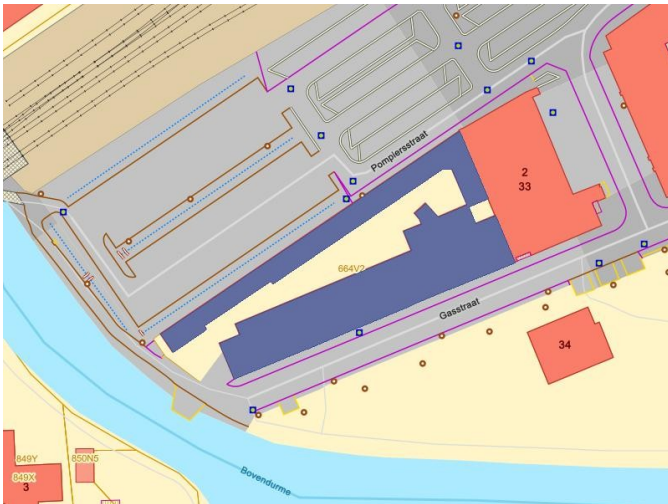 Pompiersstraat
2
33
664V2
Gasstraat
34
849Y
850N5
849X
3
Bovendurme